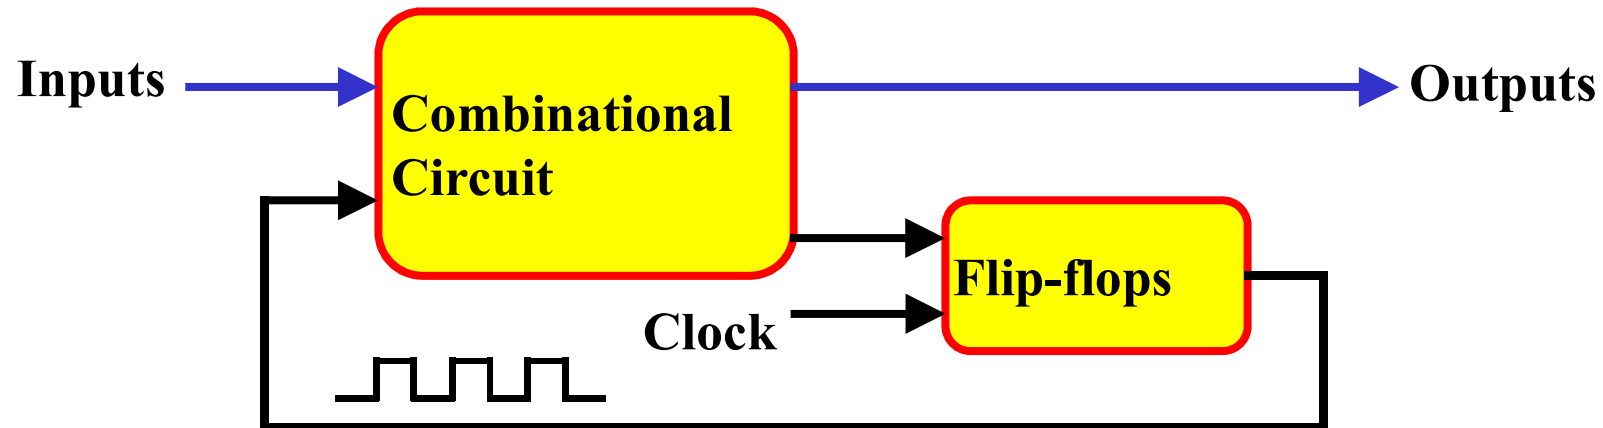 Inputs
Combinational
Circuit
Outputs
Flip-flops
Clock